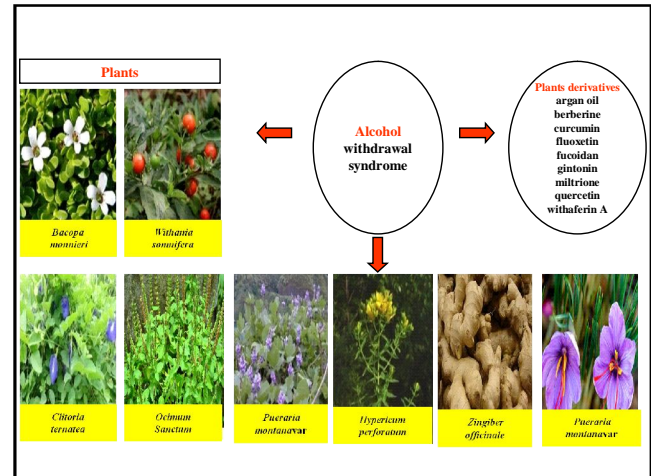 Plants
Bacopa
monnieri
Withania
somnifera
Alcohol
withdrawal
syndrome
Plants derivatives
argan oil
berberine
curcumin
fluoxetin
fucoidan
gintonin
miltrione
quercetin
withaferin A
Clitoria
ternatea
Ocimum
Sanctum
Pueraria
montanavar
Hypericum
perforatum
Zingiber
officinale
Pueraria
montanavar